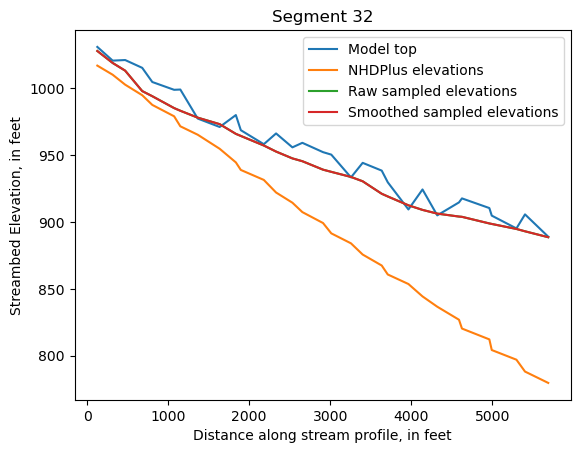 Segment 32
Model top
NHDPlus elevations
Raw sampled elevations
Smoothed sampled elevations
Streambed Elevation, in feet
1000
950
900
850
800
0 1000 2000 3000 4000 5000
Distance along stream profile, in feet